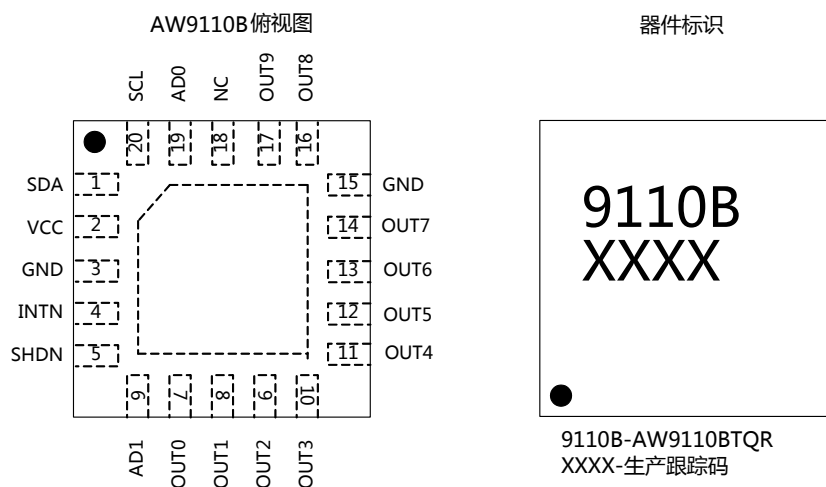 AW9110B俯视图
器件标识
SCL
AD0
NC
OUT9
OUT8
20
19
18
17
16
SDA 1
15 GND
VCC 2
14 OUT7
GND 3
13 OUT6
INTN 4
12 OUT5
SHDN 5
11 OUT4
6
7
8
9
10
AD1
OUT0
OUT1
OUT2
OUT3
9110B
XXXX
9110B-AW9110BTQR
XXXX-生产跟踪码